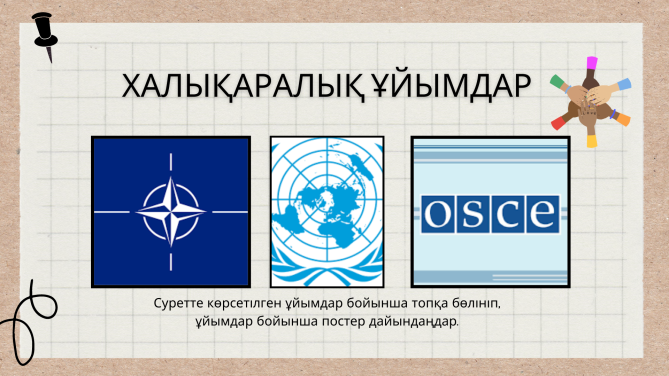 ХАЛЫҚАРАЛЫҚ ҰЙЫМДАР
osce
Суретте көрсетілген ұйымдар бойынша топқа бөлініп,
ұйымдар бойынша постер дайындаңдар.